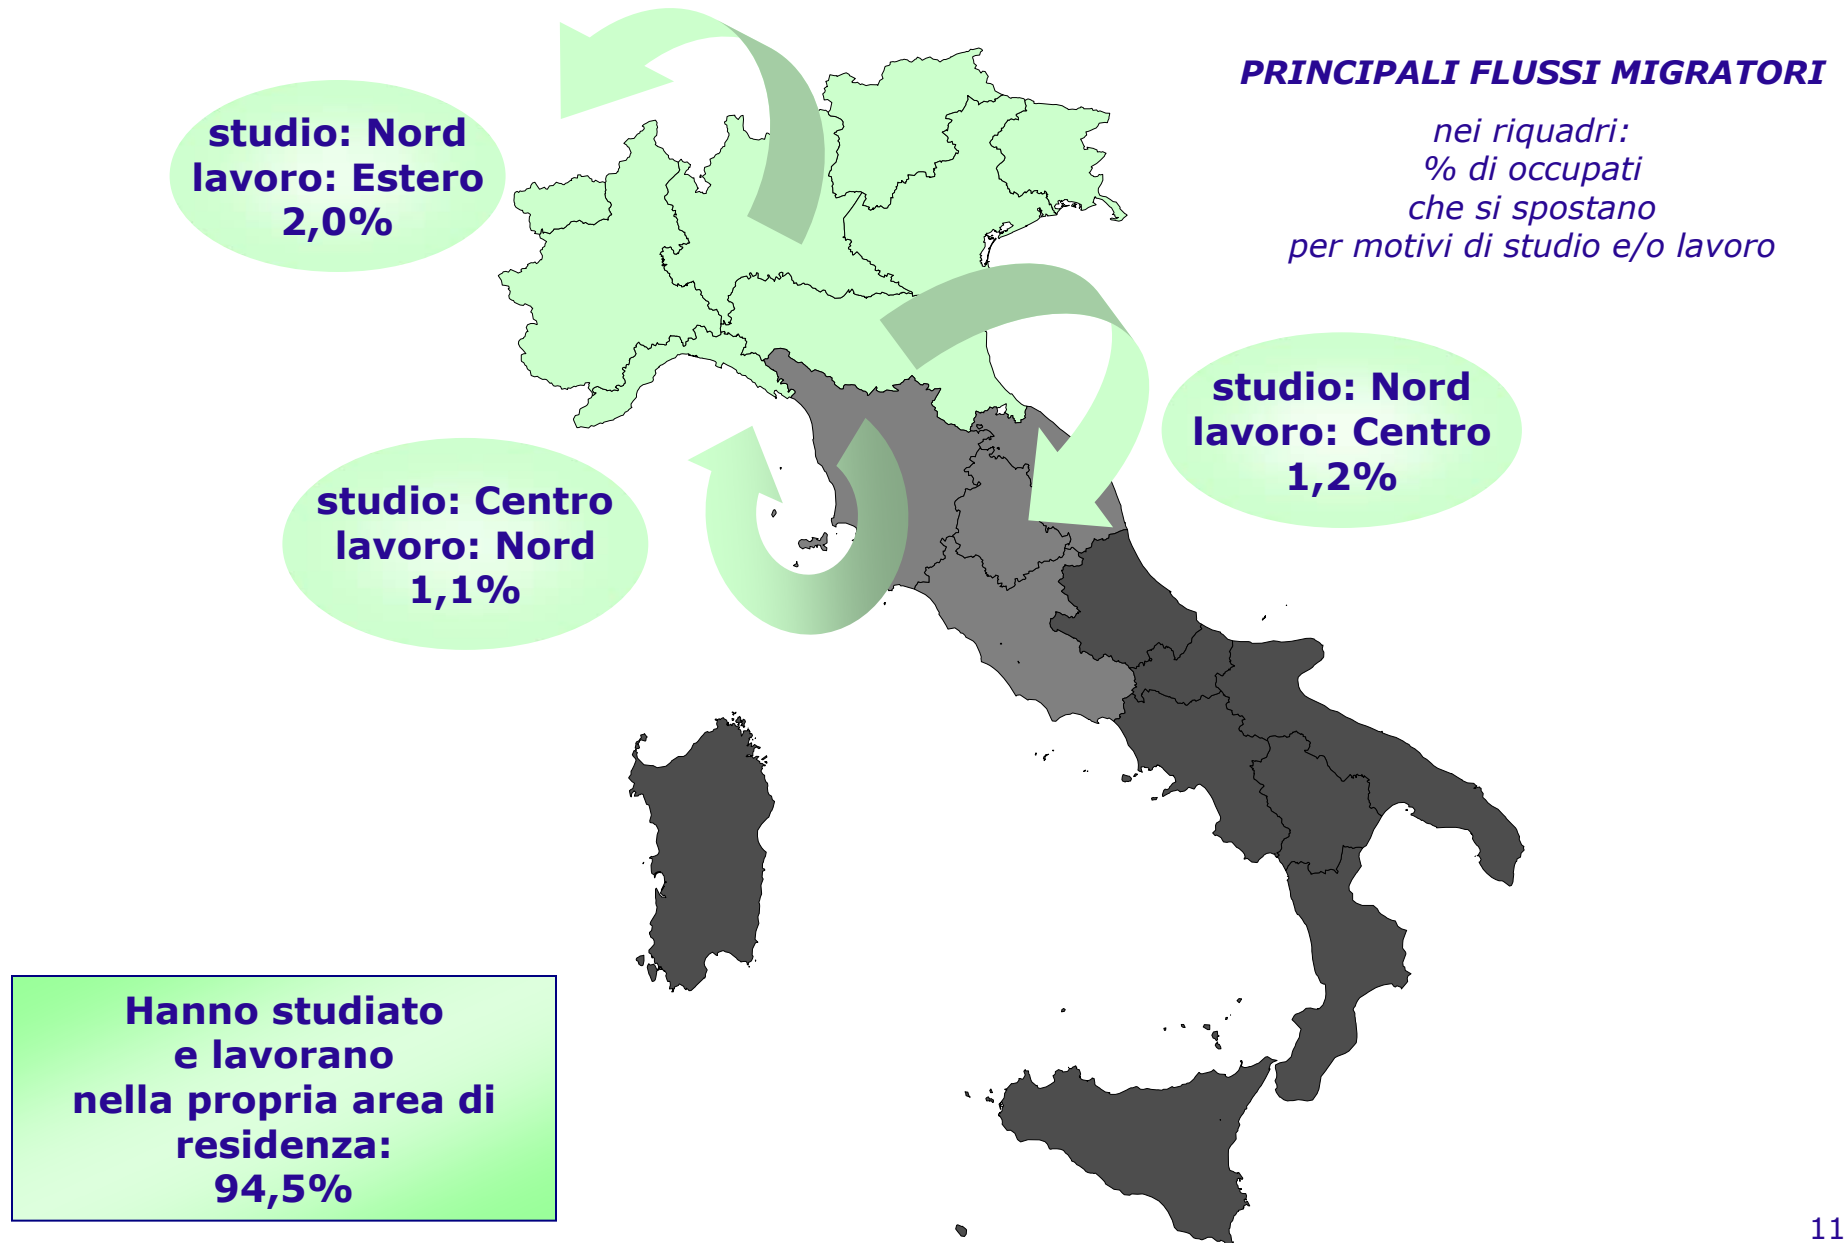 PRINCIPALI FLUSSI MIGRATORI
nei riquadri:
% di occupati
che si spostano
per motivi di studio e/o lavoro
studio: Nord
lavoro: Estero
2,0%
studio: Nord
lavoro: Centro
1,2%
studio: Centro
lavoro: Nord
1,1%
Hanno studiato
e lavorano
nella propria area di
residenza:
94,5%
11